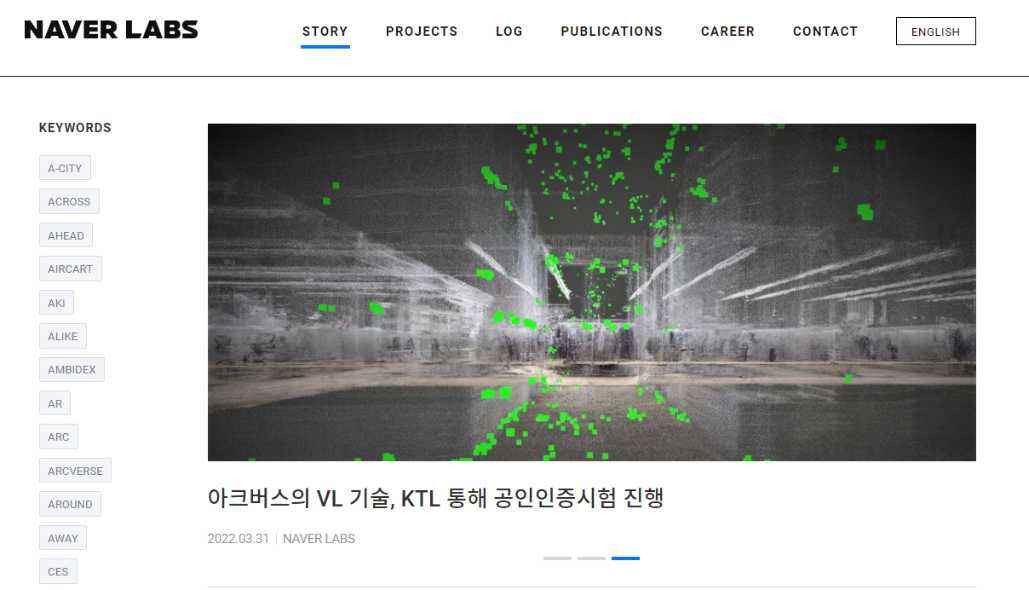 NAVER LABS
STORY PROJECTS LOG PUBLICATIONS CAREER CONTACT ENGLISH
KEYWORDS
A-CITY
ACROSS
AHEAD
AIRCART
AKI
ALIKE
AMBIDEX
AR
ARC
ARCVERSE
AROUND
AWAY
CES
아크버스의 VL 기술, KTL 통해 공인인증시험 진행
2022.03.31 | NAVER LABS